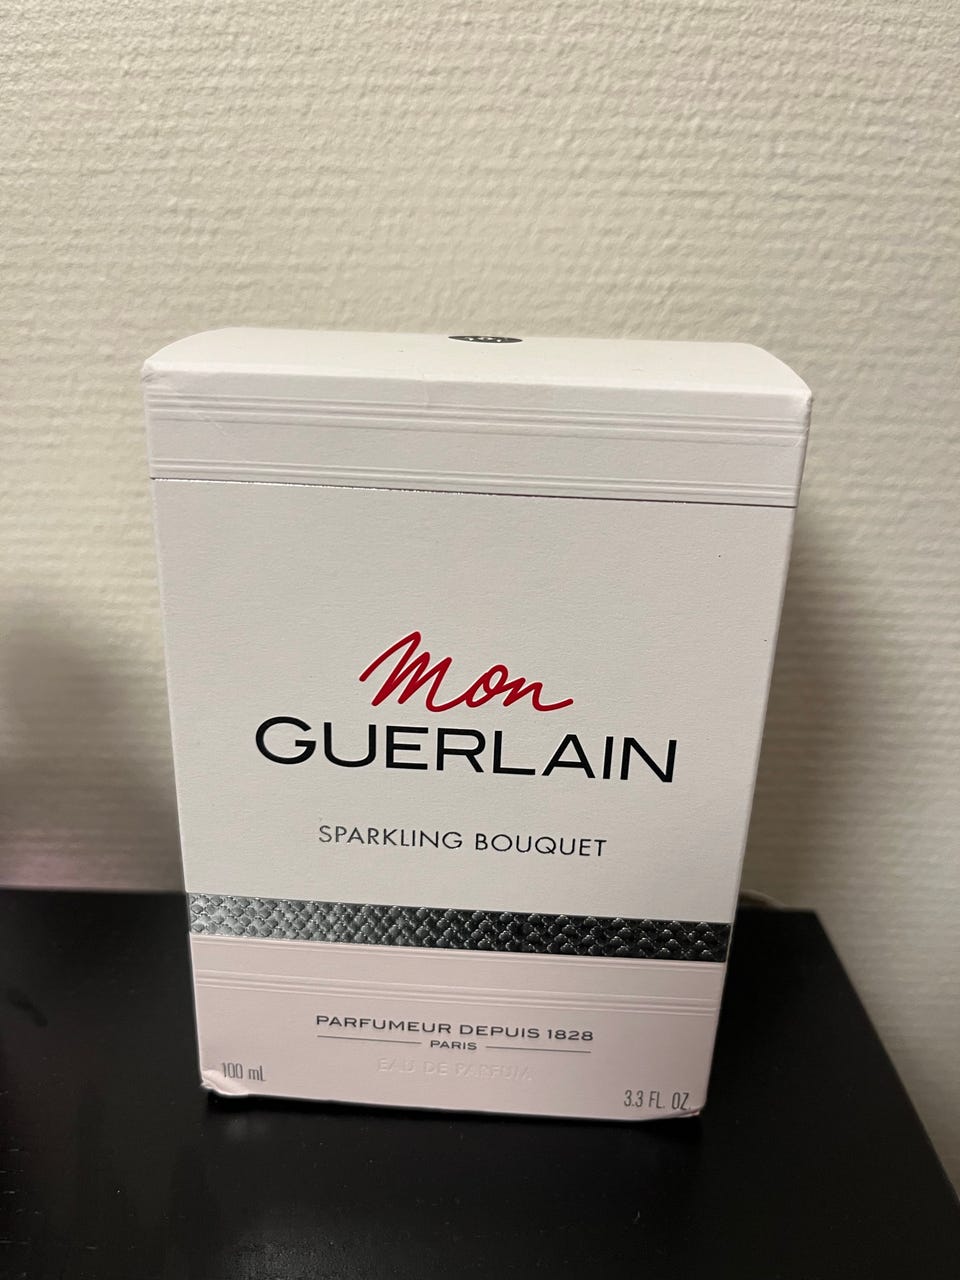 Mon
GUERLAIN
SPARKLING BOUQUET
PARFUMEUR DEPUIS 1828
PARIS
EAU DE PARFUM
100 mL
3.3 FL. OZ.